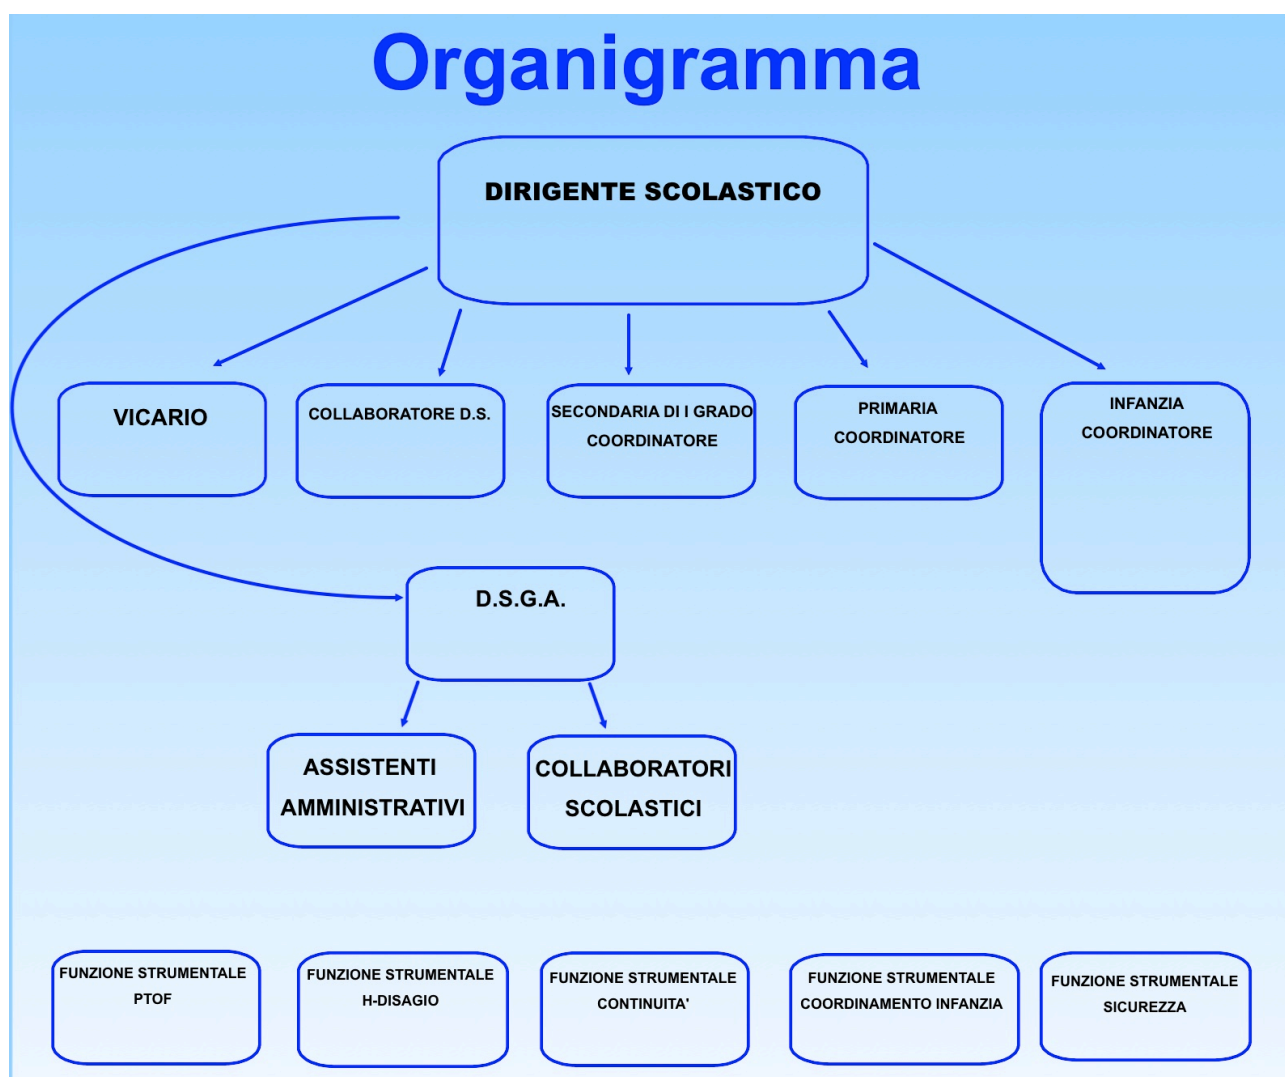 Organigramma
DIRIGENTE SCOLASTICO
VICARIO
COLLABORATORE D.S.
SECONDARIA DI I GRADO
COORDINATORE
PRIMARIA
COORDINATORE
INFANZIA
COORDINATORE
D.S.G.A.
ASSISTENTI
AMMINISTRATIVI
COLLABORATORI
SCOLASTICI
FUNZIONE STRUMENTALE
PTOF
FUNZIONE STRUMENTALE
H-DISAGIO
FUNZIONE STRUMENTALE
CONTINUITA'
FUNZIONE STRUMENTALE
COORDINAMENTO INFANZIA
FUNZIONE STRUMENTALE
SICUREZZA